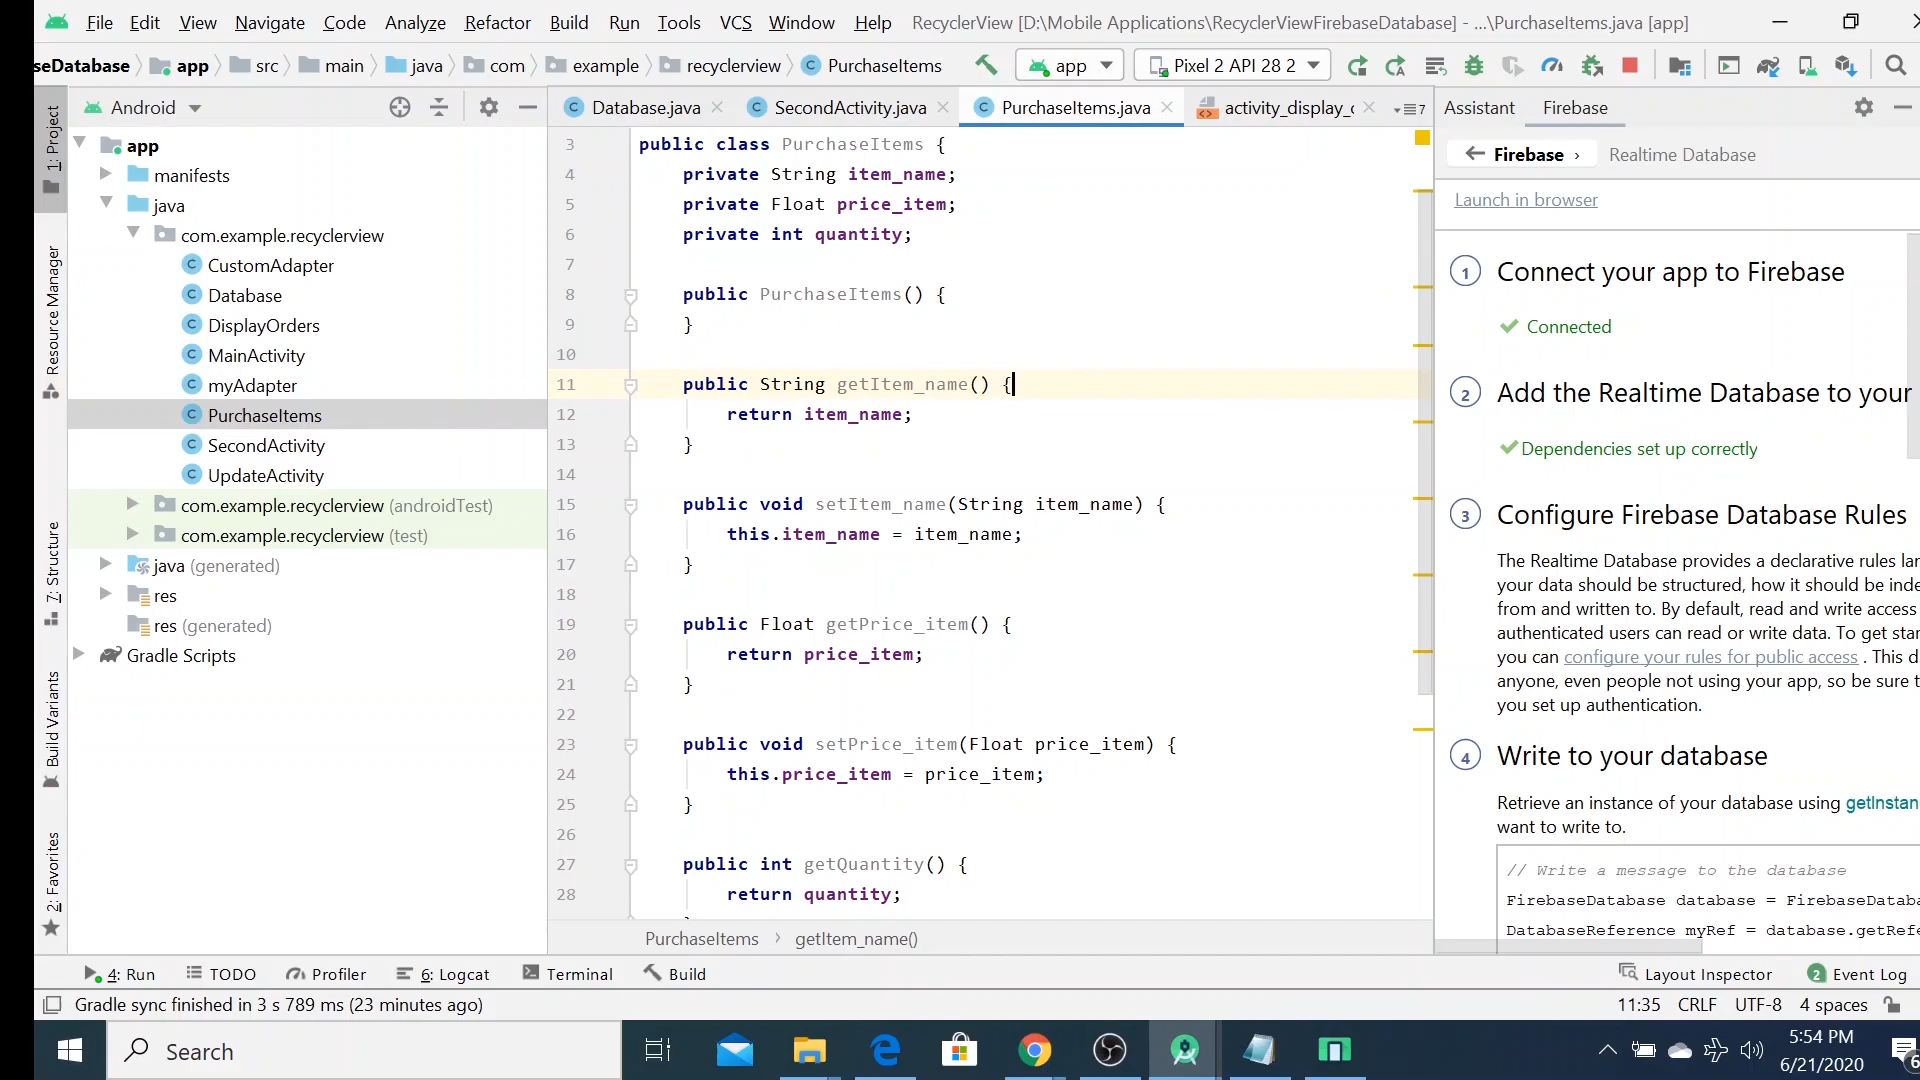 File Edit View Navigate Code Analyze Refactor Build Run Tools VCS Window Help RecyclerView [D:\Mobile Applications\RecyclerViewFirebaseDatabase] - ...\PurchaseItems.java [app]
seDatabase app src main java com example recyclerview PurchaseItems app Pixel 2 API 28 2
Android
Database.java SecondActivity.java PurchaseItems.java activity_display_ 7
Assistant Firebase
1: Project
Resource Manager
7: Structure
Build Variants
2: Favorites
app
manifests
java
com.example.recyclerview
CustomAdapter
Database
DisplayOrders
MainActivity
myAdapter
PurchaseItems
SecondActivity
UpdateActivity
com.example.recyclerview (androidTest)
com.example.recyclerview (test)
java (generated)
res
res (generated)
Gradle Scripts
3 public class PurchaseItems {
4 private String item_name;
5 private Float price_item;
6 private int quantity;
7
8 public PurchaseItems() {
9 }
10
11 public String getItem_name() {
12 return item_name;
13 }
14
15 public void setItem_name(String item_name) {
16 this.item_name = item_name;
17 }
18
19 public Float getPrice_item() {
20 return price_item;
21 }
22
23 public void setPrice_item(Float price_item) {
24 this.price_item = price_item;
25 }
26
27 public int getQuantity() {
28 return quantity;
PurchaseItems › getItem_name()
← Firebase › Realtime Database
Launch in browser
1 Connect your app to Firebase
Connected
2 Add the Realtime Database to your
Dependencies set up correctly
3 Configure Firebase Database Rules
The Realtime Database provides a declarative rules lan
your data should be structured, how it should be inde
from and written to. By default, read and write access
authenticated users can read or write data. To get star
you can configure your rules for public access . This d
anyone, even people not using your app, so be sure t
you set up authentication.
4 Write to your database
Retrieve an instance of your database using getInstan
want to write to.
// Write a message to the database
FirebaseDatabase database = FirebaseDataba
DatabaseReference myRef = database.getRefe
4: Run TODO Profiler 6: Logcat Terminal Build Layout Inspector 2 Event Log
Gradle sync finished in 3 s 789 ms (23 minutes ago) 11:35 CRLF UTF-8 4 spaces
Search
5:54 PM
6/21/2020
6